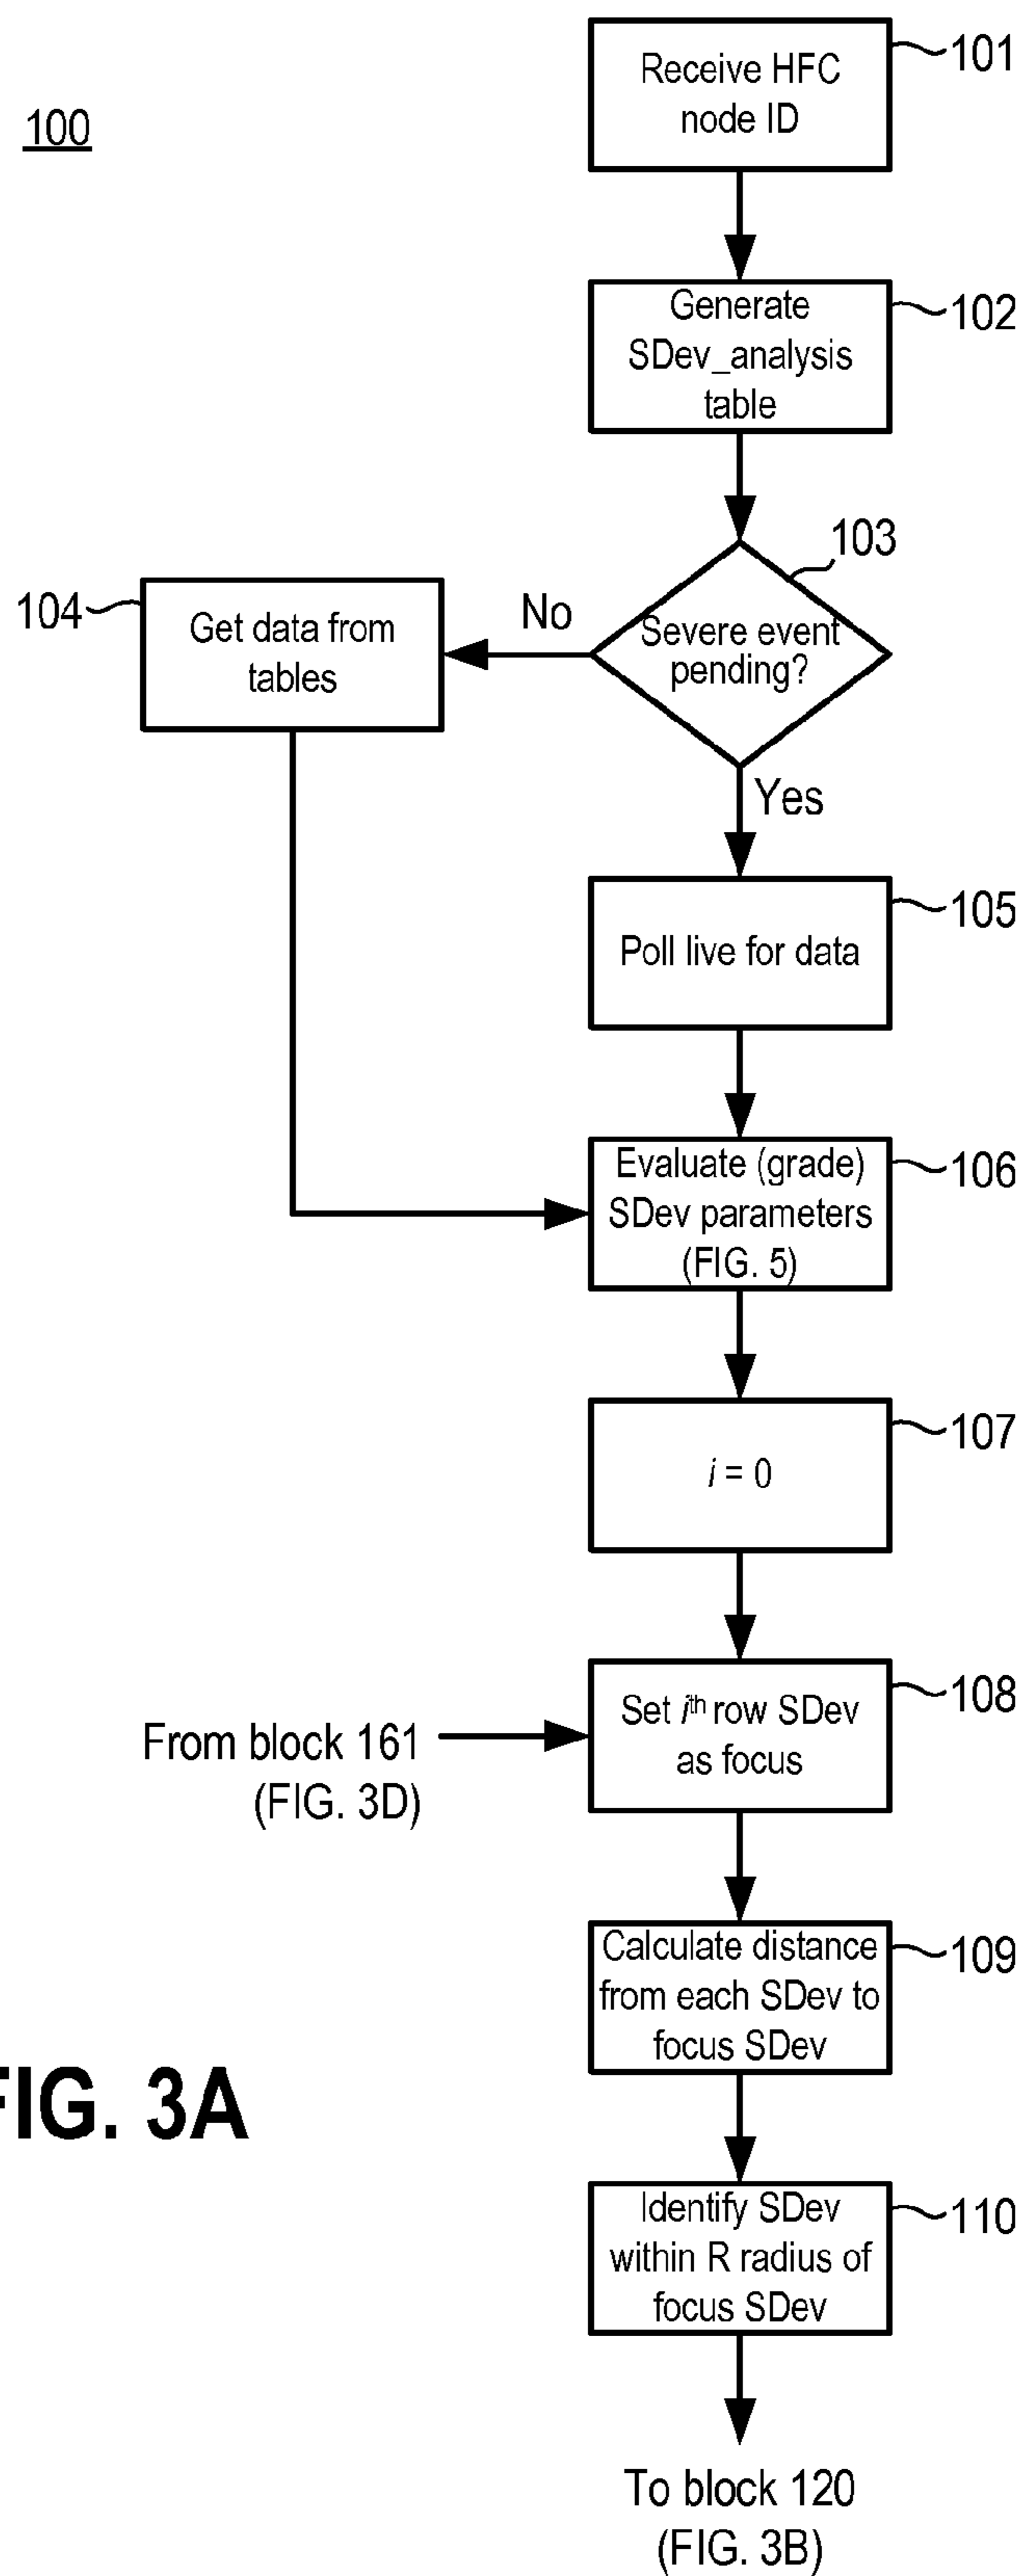 101
Receive HFC
node ID
100
102
Generate
SDev_analysis
table
103
Severe event
pending?
No
104
Get data from
tables
Yes
105
Poll live for data
106
Evaluate (grade)
SDev parameters
(FIG. 5)
107
i = 0
108
Set ith row SDev
as focus
From block 161
(FIG. 3D)
109
Calculate distance
from each SDev to
focus SDev
FIG. 3A
110
Identify SDev
within R radius of
focus SDev
To block 120
(FIG. 3B)